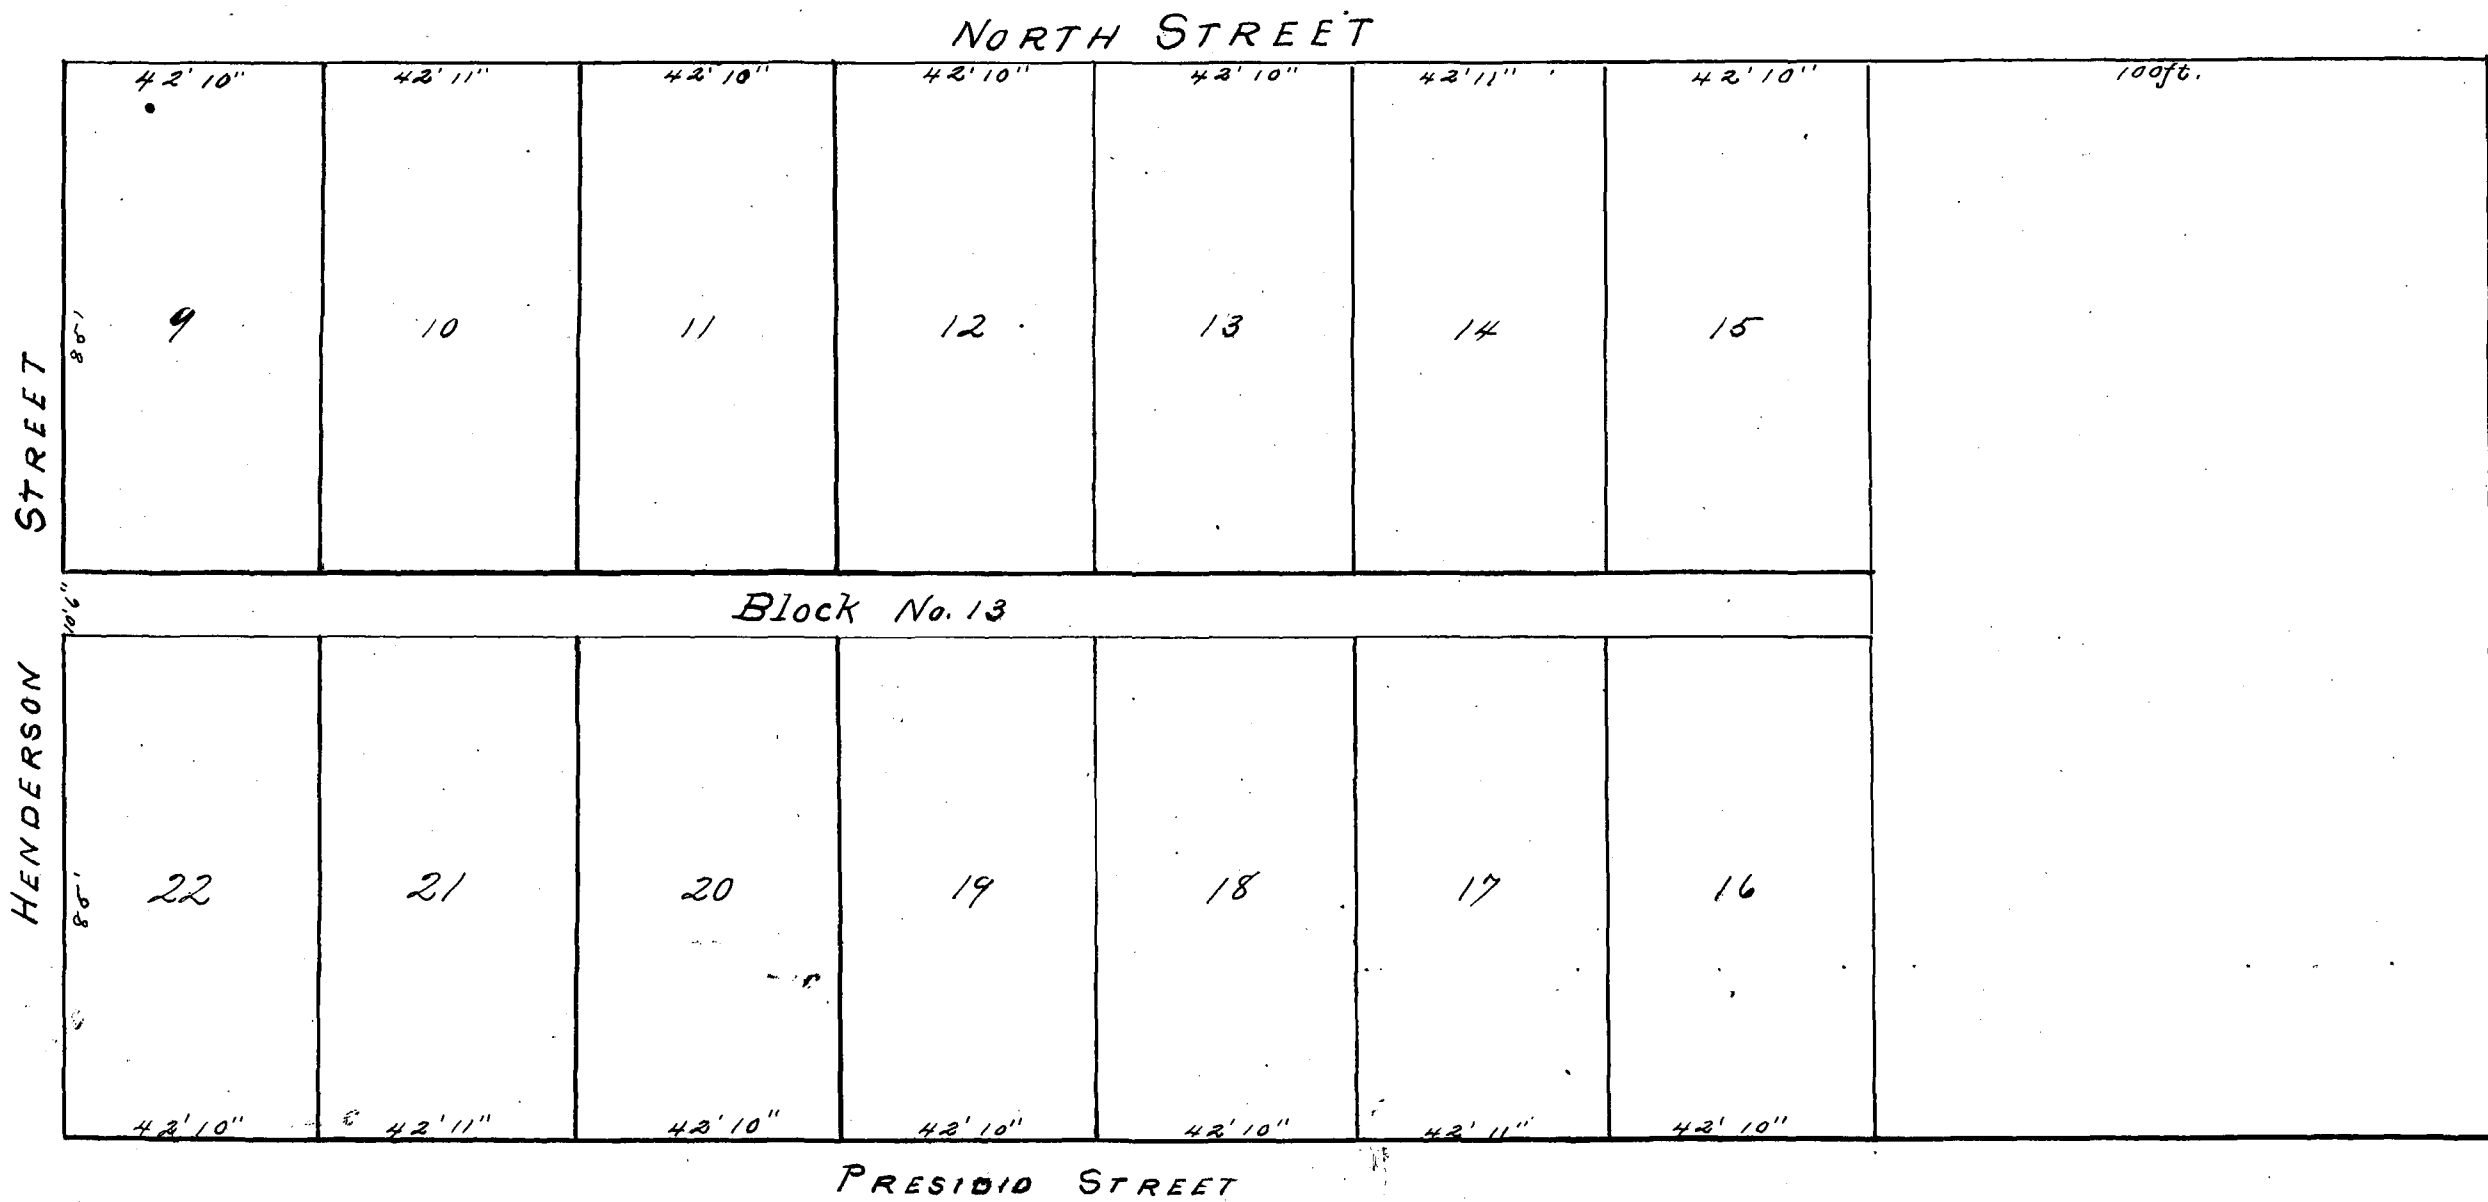 NORTH STREET
42'10" 42'11" 42'10" 42'10" 42'10" 42'11" 42'10" 100ft.
85' 9 10 11 12 13 14 15
STREET
10'6" Block No. 13
HENDERSON
85' 22 21 20 19 18 17 16
42'10" 42'11" 42'10" 42'10" 42'10" 42'11" 42'10"
PRESIDIO STREET